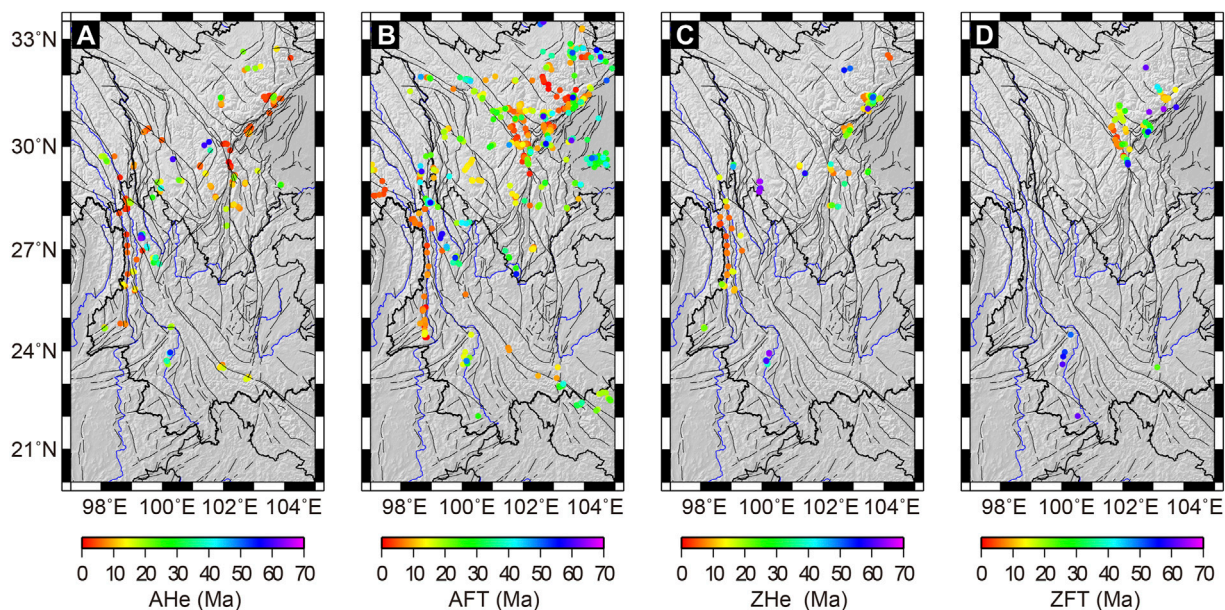 A B C D
33°N
30°N
27°N
24°N
21°N
98°E 100°E 102°E 104°E 98°E 100°E 102°E 104°E 98°E 100°E 102°E 104°E 98°E 100°E 102°E 104°E
0 10 20 30 40 50 60 70 0 10 20 30 40 50 60 70 0 10 20 30 40 50 60 70 0 10 20 30 40 50 60 70
AHe (Ma) AFT (Ma) ZHe (Ma) ZFT (Ma)